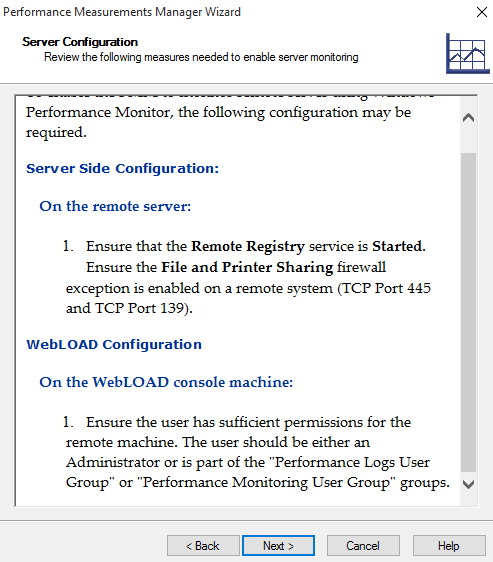 Performance Measurements Manager Wizard
Server Configuration
Review the following measures needed to enable server monitoring
Performance Monitor, the following configuration may be
required.
Server Side Configuration:
On the remote server:
1. Ensure that the Remote Registry service is Started.
Ensure the File and Printer Sharing firewall
exception is enabled on a remote system (TCP Port 445
and TCP Port 139).
WebLOAD Configuration
On the WebLOAD console machine:
1. Ensure the user has sufficient permissions for the
remote machine. The user should be either an
Administrator or is part of the "Performance Logs User
Group" or "Performance Monitoring User Group" groups.
< Back
Next >
Cancel
Help